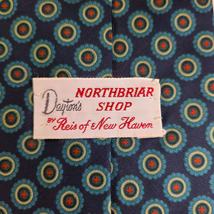 NORTHBRIAR
Dayton's SHOP
BY Reis of New Haven